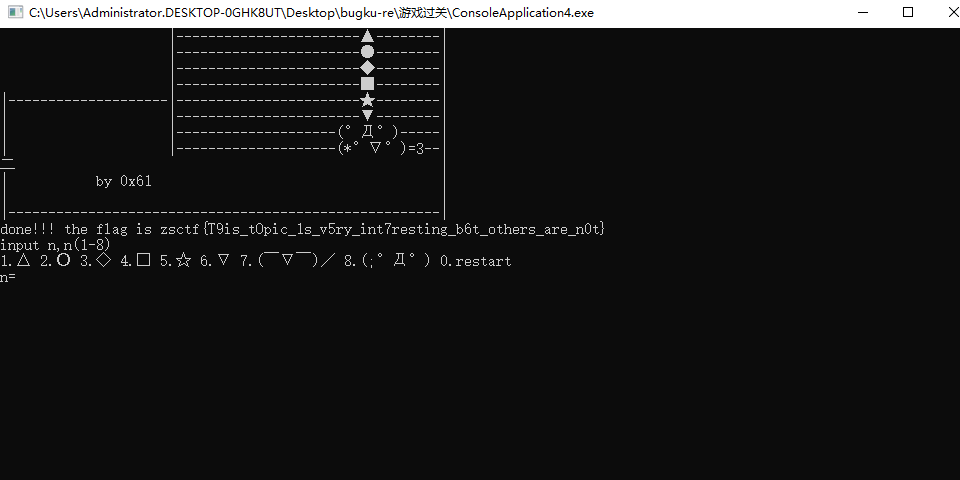 C:\Users\Administrator.DESKTOP-0GHK8UT\Desktop\bugku-re\游戏过关\ConsoleApplication4.exe
|-----------------------▲--------|
|-----------------------●--------|
|-----------------------◆--------|
|-----------------------■--------|
|--------------------|-----------------------★--------|
|-----------------------▼--------|
|--------------------(°Д°)-----|
|--------------------(*°▽°)=3--|
by 0x61
|------------------------------------------------------|
done!!! the flag is zsctf{T9is_tOpic_1s_v5ry_int7resting_b6t_others_are_n0t}
input n,n(1-8)
1.△ 2.○ 3.◇ 4.□ 5.☆ 6.▽ 7.(￣▽￣)／ 8.(;°Д°) 0.restart
n=